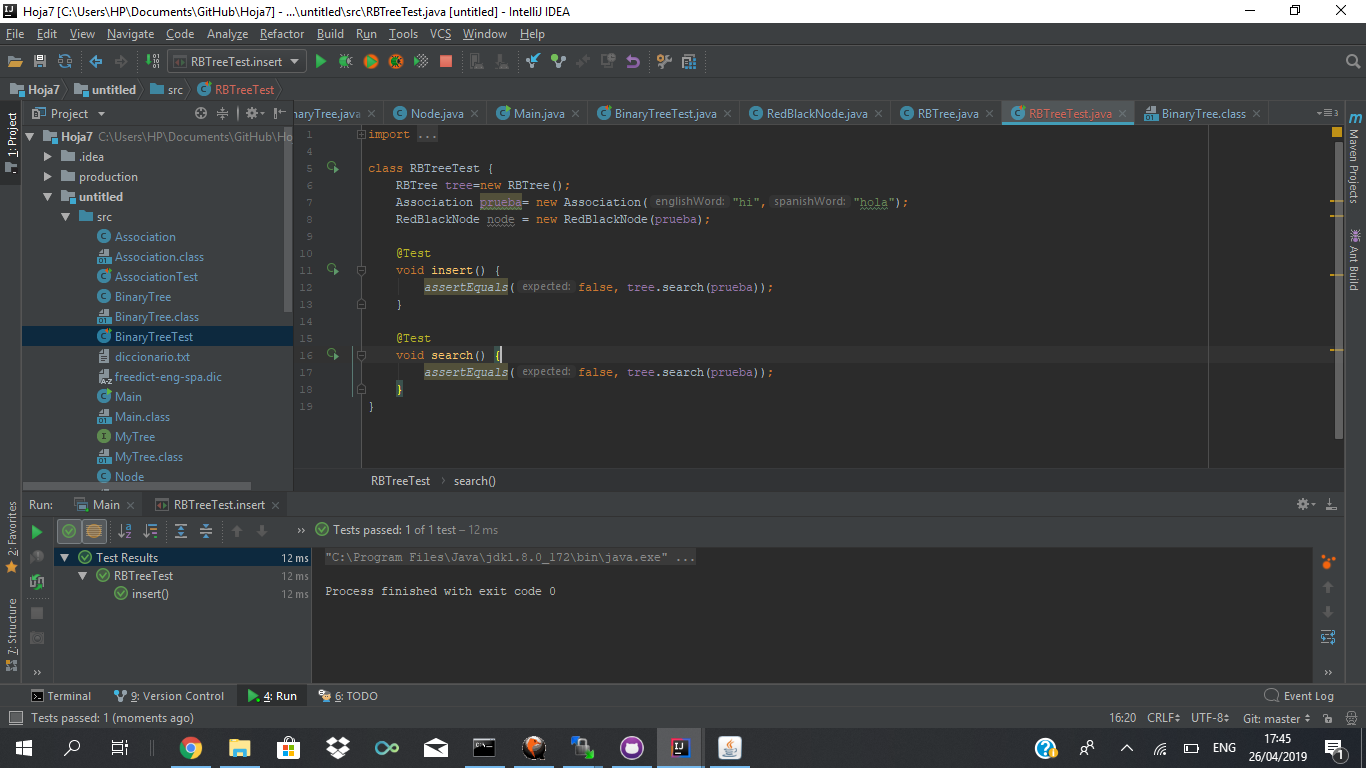 Hoja7 [C:\Users\HP\Documents\GitHub\Hoja7] - ...\untitled\src\RBTreeTest.java [untitled] - IntelliJ IDEA
File Edit View Navigate Code Analyze Refactor Build Run Tools VCS Window Help
RBTreeTest.insert
Hoja7 untitled src RBTreeTest
Project
naryTree.java Node.java Main.java BinaryTreeTest.java RedBlackNode.java RBTree.java RBTreeTest.java BinaryTree.class
1: Project
Hoja7 C:\Users\HP\Documents\GitHub\Ho
.idea
production
untitled
src
Association
Association.class
AssociationTest
BinaryTree
BinaryTree.class
BinaryTreeTest
diccionario.txt
freedict-eng-spa.dic
Main
Main.class
MyTree
MyTree.class
Node
1 import ...
4
5 class RBTreeTest {
6 RBTree tree=new RBTree();
7 Association prueba= new Association( englishWord: "hi", spanishWord: "hola");
8 RedBlackNode node = new RedBlackNode(prueba);
9
10 @Test
11 void insert() {
12 assertEquals( expected: false, tree.search(prueba));
13 }
14
15 @Test
16 void search() {
17 assertEquals( expected: false, tree.search(prueba));
18 }
19 }
RBTreeTest search()
Maven Projects
Ant Build
2: Favorites
7: Structure
Run: Main RBTreeTest.insert
Tests passed: 1 of 1 test – 12 ms
Test Results 12 ms
RBTreeTest 12 ms
insert() 12 ms
"C:\Program Files\Java\jdk1.8.0_172\bin\java.exe" ...
Process finished with exit code 0
Terminal 9: Version Control 4: Run 6: TODO Event Log
Tests passed: 1 (moments ago) 16:20 CRLF UTF-8 Git: master
ENG
17:45
26/04/2019
1